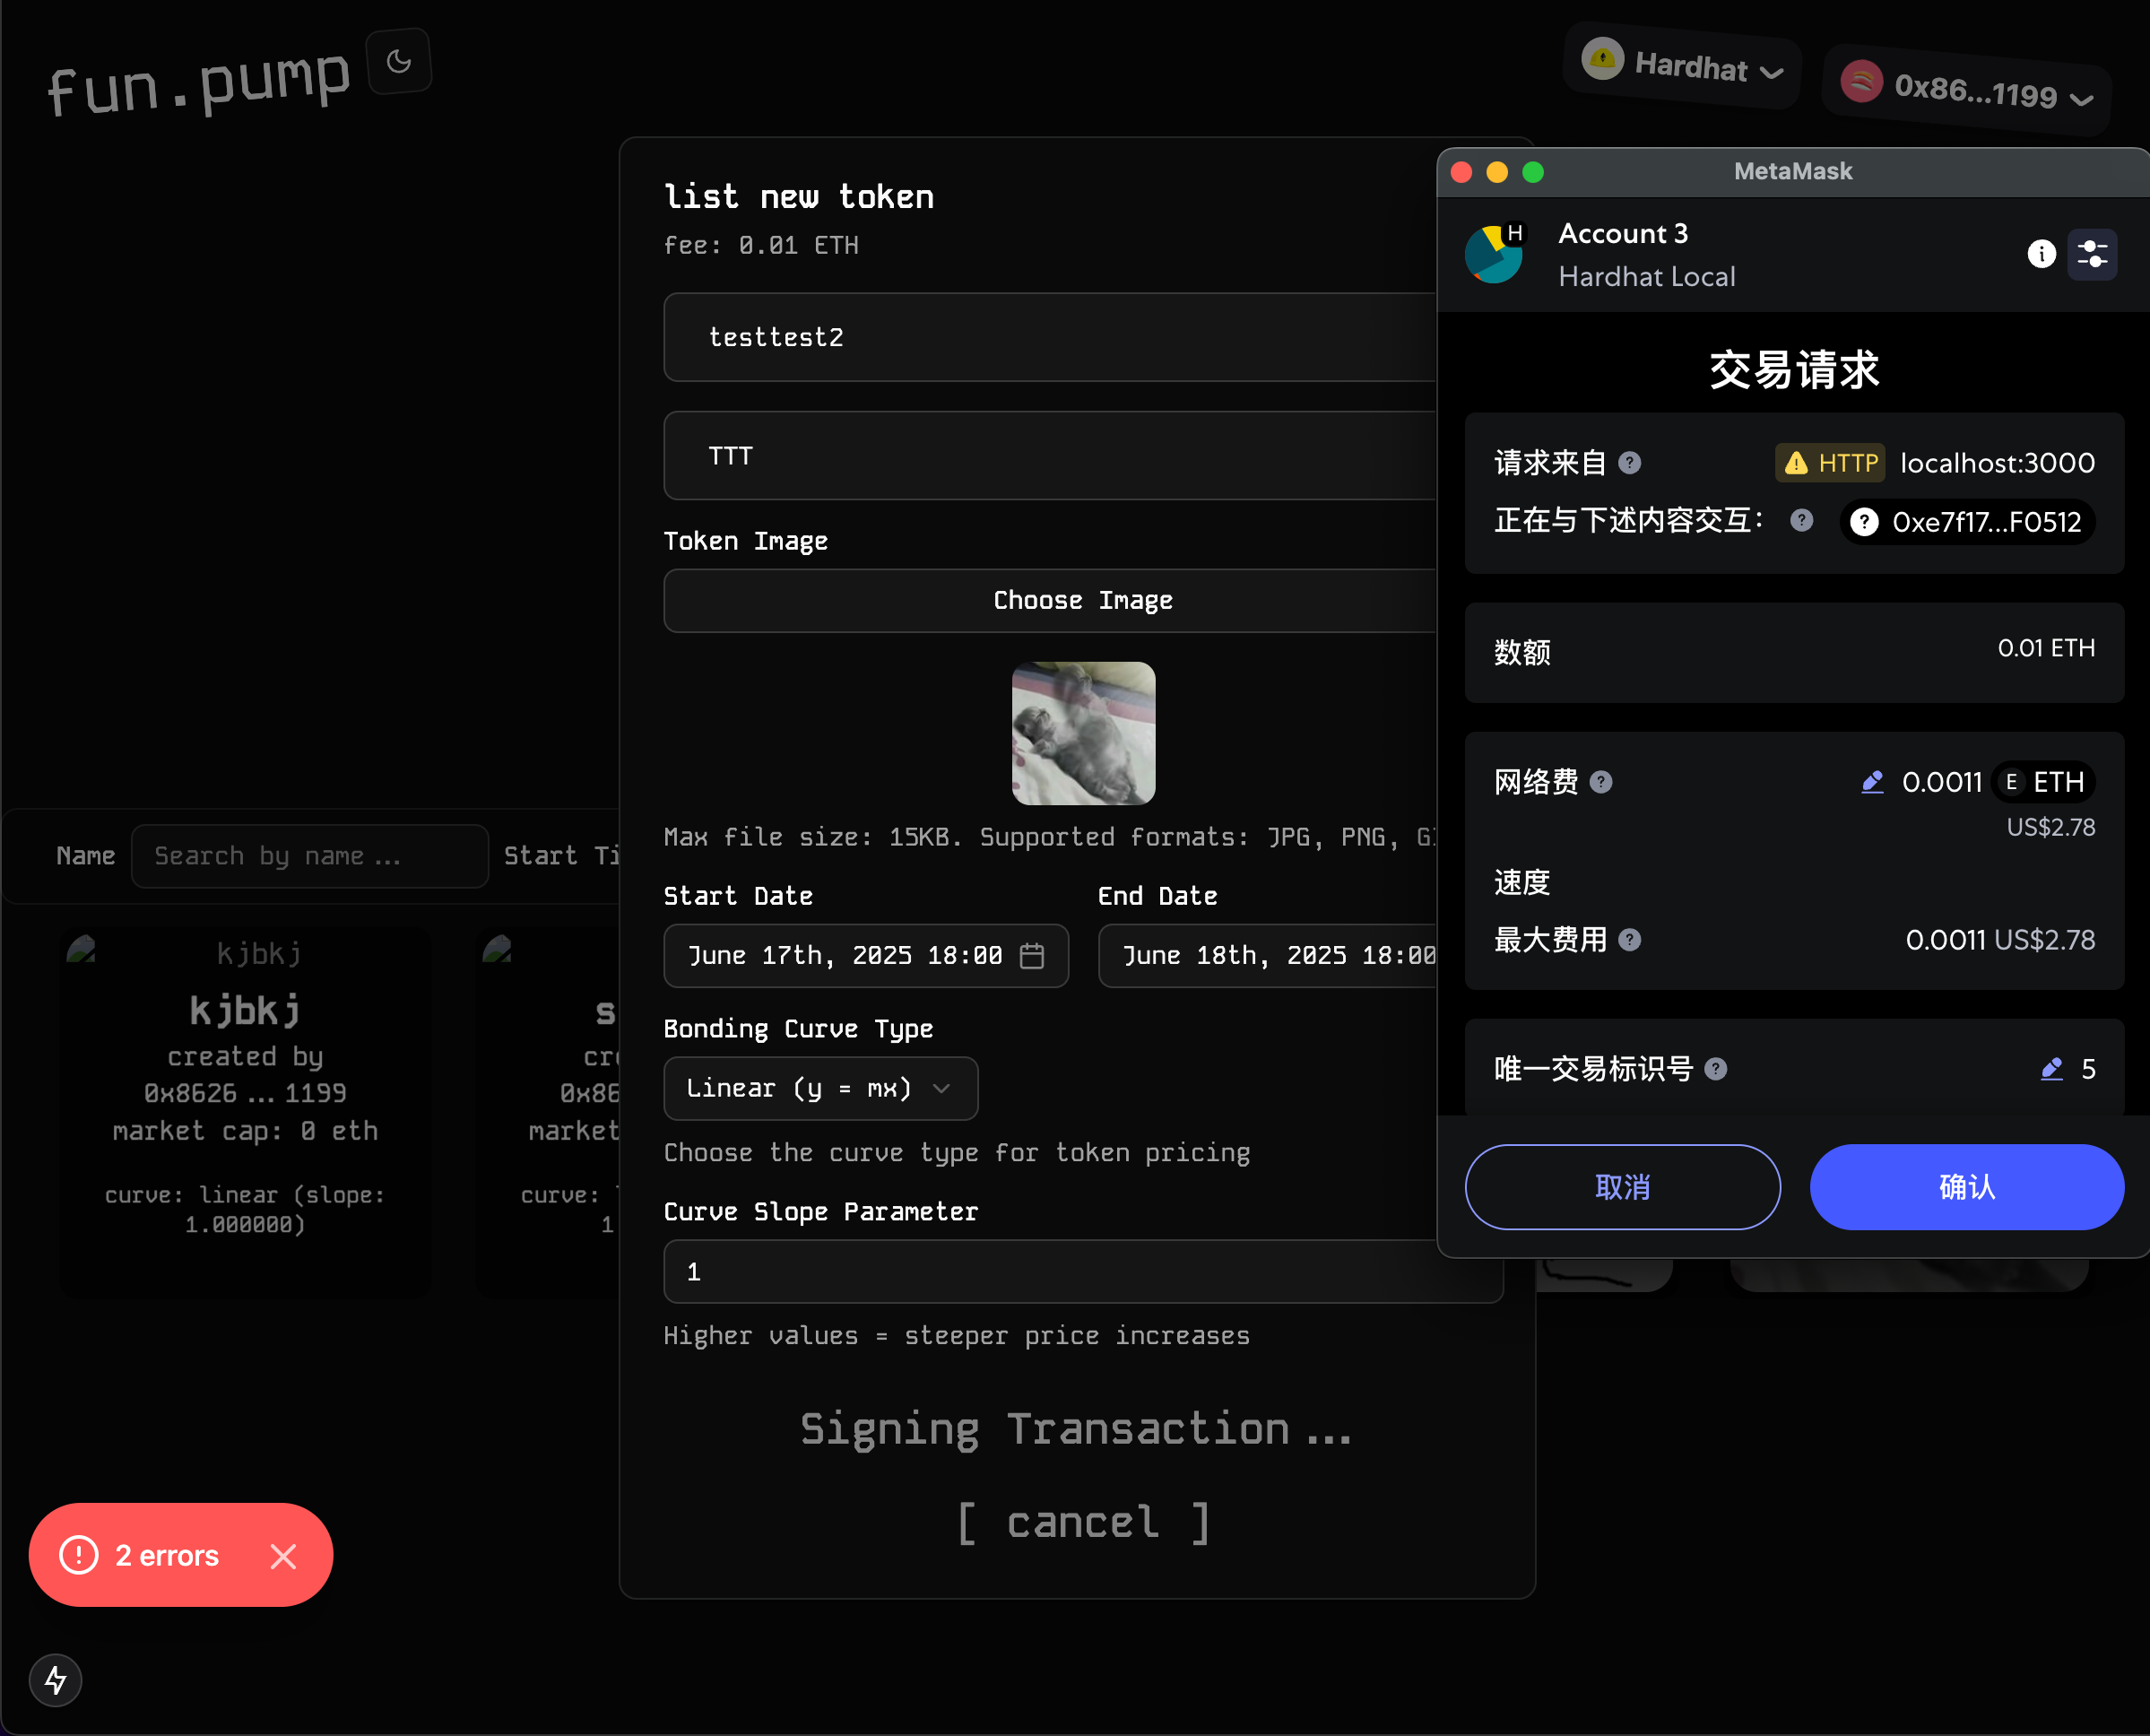 fun.pump
Hardhat
0x86...1199
list new token
fee: 0.01 ETH
testtest2
TTT
Token Image
Choose Image
Max file size: 15KB. Supported formats: JPG, PNG,
Start Date
End Date
June 17th, 2025 18:00
June 18th, 2025 18:00
Bonding Curve Type
Linear (y = mx)
Choose the curve type for token pricing
Curve Slope Parameter
1
Higher values = steeper price increases
Signing Transaction...
[ cancel ]
Name
Search by name...
Start
kjbkj
kjbkj
created by
0x8626...1199
market cap: 0 eth
curve: linear (slope:
1.000000)
market
curve:
2 errors
MetaMask
H
Account 3
Hardhat Local
交易请求
请求来自
HTTP
localhost:3000
正在与下述内容交互：
0xe7f17...F0512
数额
0.01 ETH
网络费
0.0011
E
ETH
US$2.78
速度
最大费用
0.0011 US$2.78
唯一交易标识号
5
取消
确认